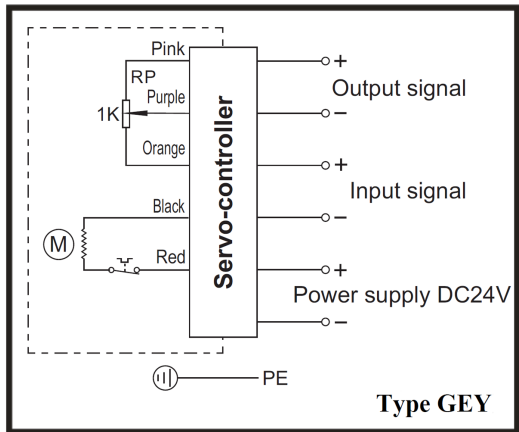 Pink
RP
1K
Purple
Orange
Black
M
Red
Servo-controller
+
Output signal
−
+
Input signal
−
+
Power supply DC24V
−
PE
Type GEY